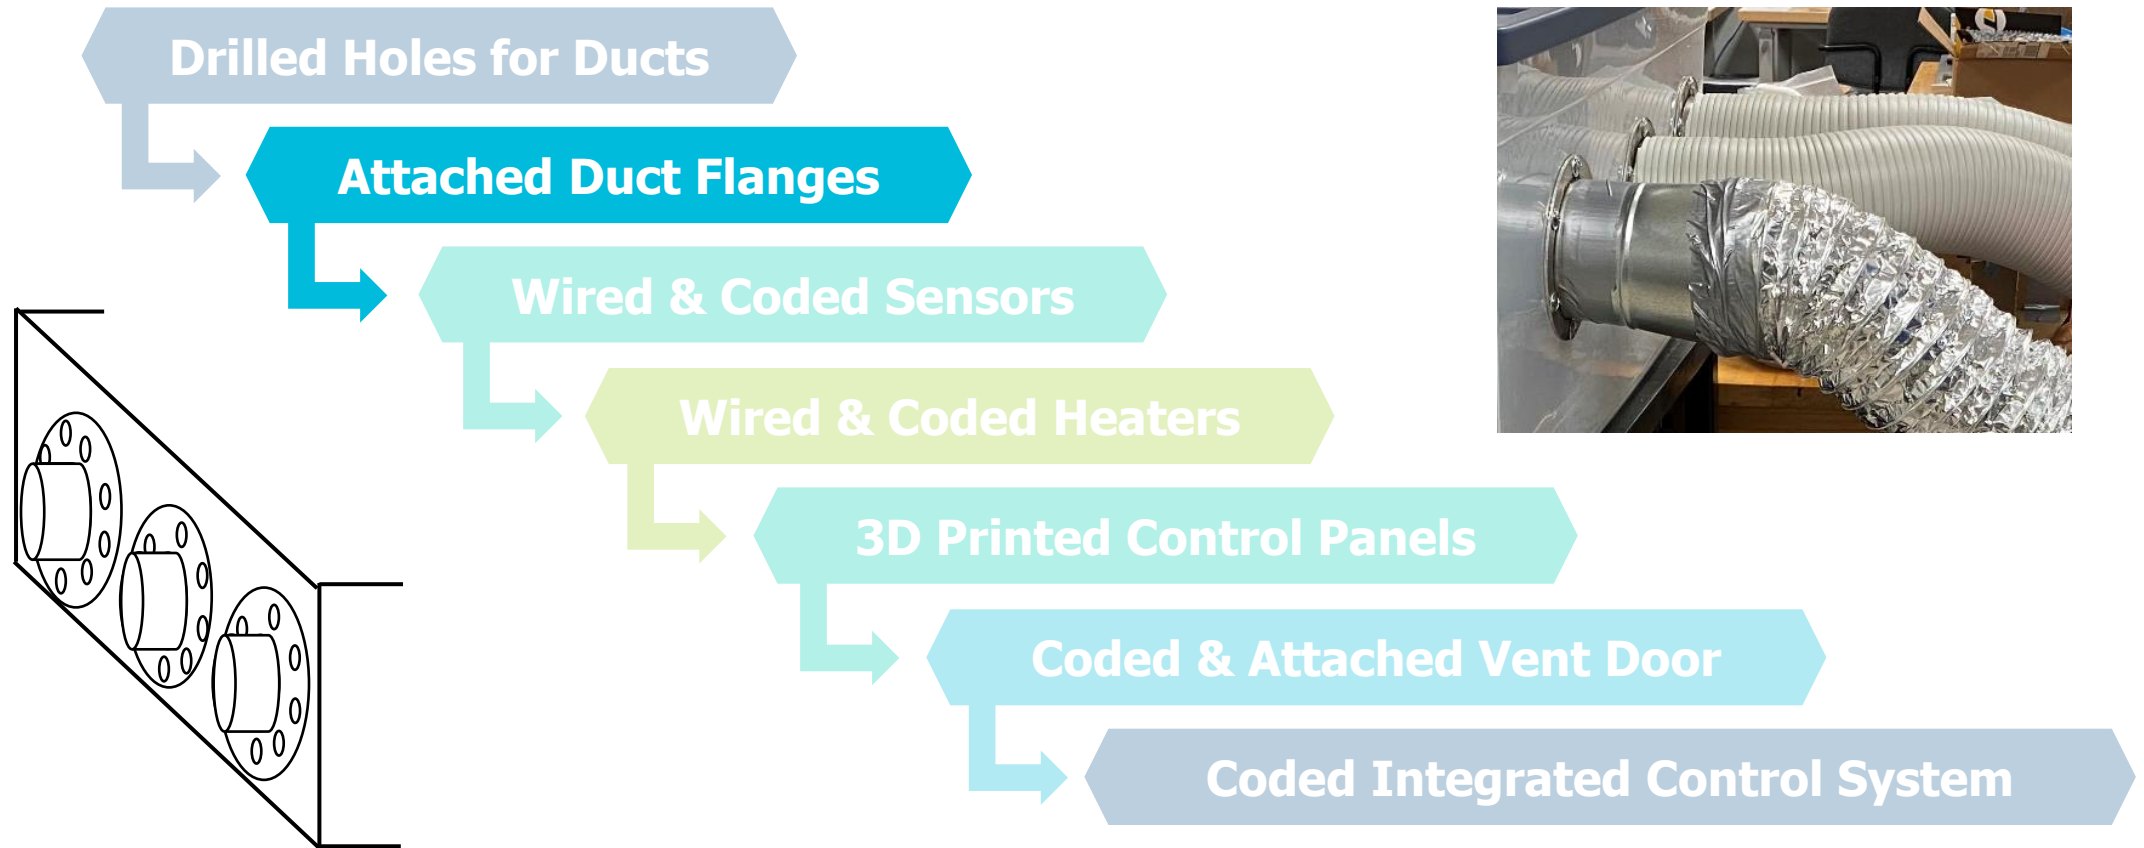 Drilled Holes for Ducts
Attached Duct Flanges
Wired & Coded Sensors
Wired & Coded Heaters
3D Printed Control Panels
Coded & Attached Vent Door
Coded Integrated Control System